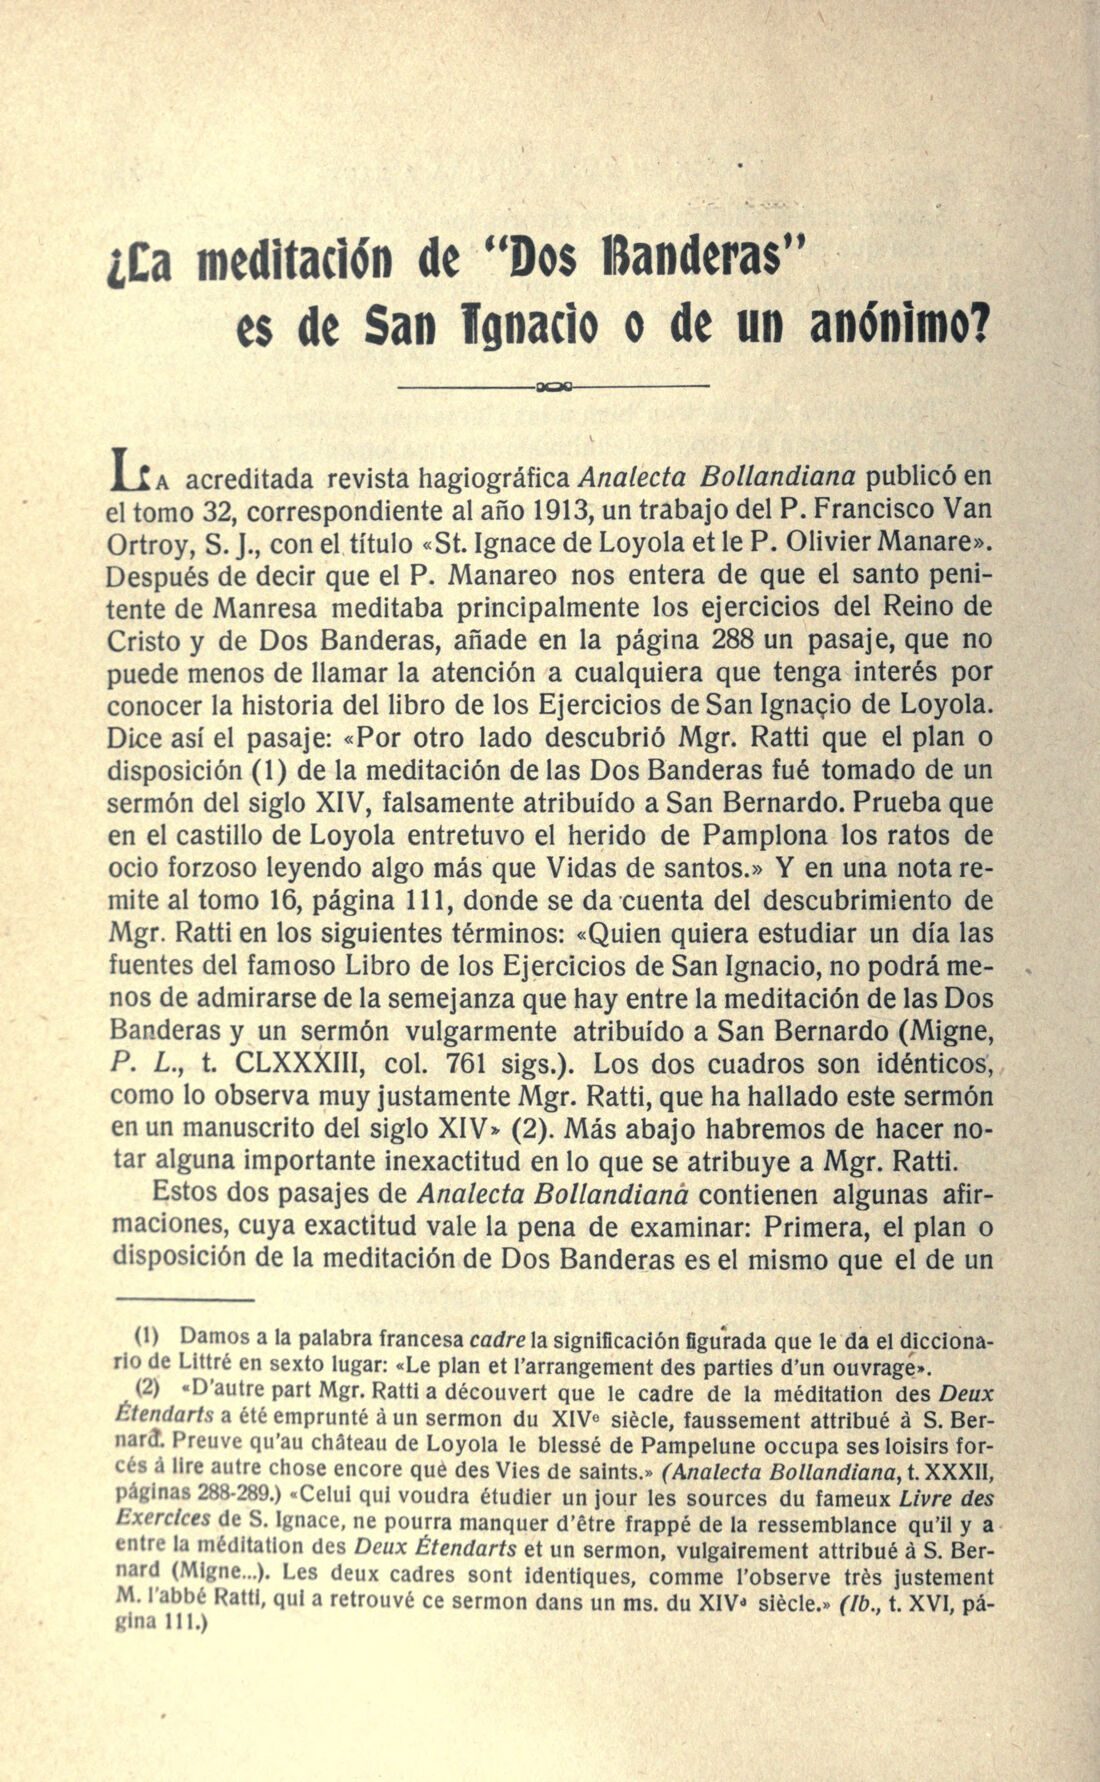 ¿La meditación de “Dos Banderas”
es de San Ignacio o de un anónimo?
LA acreditada revista hagiográfica Analecta Bollandiana publicó en
el tomo 32, correspondiente al año 1913, un trabajo del P. Francisco Van
Ortroy, S. J., con el título «St. Ignace de Loyola et le P. Olivier Manare».
Después de decir que el P. Manareo nos entera de que el santo peni-
tente de Manresa meditaba principalmente los ejercicios del Reino de
Cristo y de Dos Banderas, añade en la página 288 un pasaje, que no
puede menos de llamar la atención a cualquiera que tenga interés por
conocer la historia del libro de los Ejercicios de San Ignacio de Loyola.
Dice así el pasaje: «Por otro lado descubrió Mgr. Ratti que el plan o
disposición (1) de la meditación de las Dos Banderas fué tomado de un
sermón del siglo XIV, falsamente atribuído a San Bernardo. Prueba que
en el castillo de Loyola entretuvo el herido de Pamplona los ratos de
ocio forzoso leyendo algo más que Vidas de santos.» Y en una nota re-
mite al tomo 16, página 111, donde se da cuenta del descubrimiento de
Mgr. Ratti en los siguientes términos: «Quien quiera estudiar un día las
fuentes del famoso Libro de los Ejercicios de San Ignacio, no podrá me-
nos de admirarse de la semejanza que hay entre la meditación de las Dos
Banderas y un sermón vulgarmente atribuído a San Bernardo (Migne,
P. L., t. CLXXXIII, col. 761 sigs.). Los dos cuadros son idénticos,
como lo observa muy justamente Mgr. Ratti, que ha hallado este sermón
en un manuscrito del siglo XIV» (2). Más abajo habremos de hacer no-
tar alguna importante inexactitud en lo que se atribuye a Mgr. Ratti.
Estos dos pasajes de Analecta Bollandiana contienen algunas afir-
maciones, cuya exactitud vale la pena de examinar: Primera, el plan o
disposición de la meditación de Dos Banderas es el mismo que el de un
(1) Damos a la palabra francesa cadre la significación figurada que le da el dicciona-
rio de Littré en sexto lugar: «Le plan et l'arrangement des parties d'un ouvrage».
(2) «D'autre part Mgr. Ratti a découvert que le cadre de la méditation des Deux
Étendarts a été emprunté à un sermon du XIVe siècle, faussement attribué à S. Ber-
nard. Preuve qu'au château de Loyola le blessé de Pampelune occupa ses loisirs for-
cés à lire autre chose encore que des Vies de saints.» (Analecta Bollandiana, t. XXXII,
páginas 288-289.) «Celui qui voudra étudier un jour les sources du fameux Livre des
Exercices de S. Ignace, ne pourra manquer d'être frappé de la ressemblance qu'il y a
entre la méditation des Deux Étendarts et un sermon, vulgairement attribué à S. Ber-
nard (Migne...). Les deux cadres sont identiques, comme l'observe très justement
M. l'abbé Ratti, qui a retrouvé ce sermon dans un ms. du XIVe siècle.» (Ib., t. XVI, pá-
gina 111.)